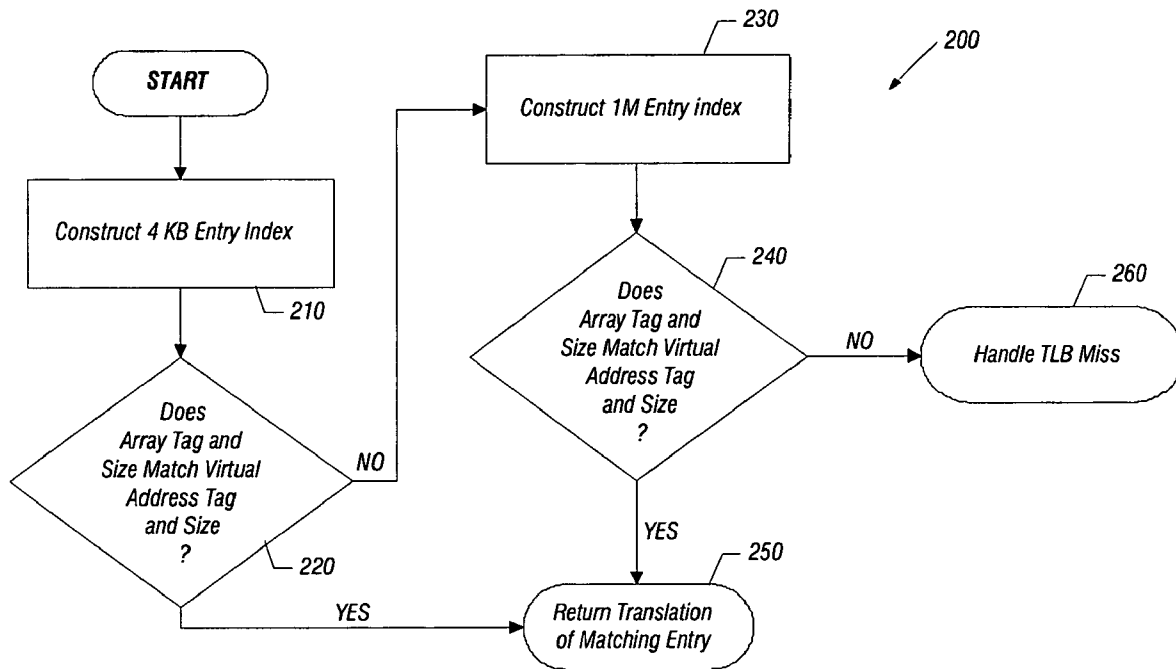 START
Construct 4 KB Entry Index
210
Does
Array Tag and
Size Match Virtual
Address Tag
and Size
?
220
NO
YES
230
Construct 1M Entry index
200
Does
Array Tag and
Size Match Virtual
Address Tag
and Size
?
240
NO
260
Handle TLB Miss
YES
250
Return Translation
of Matching Entry